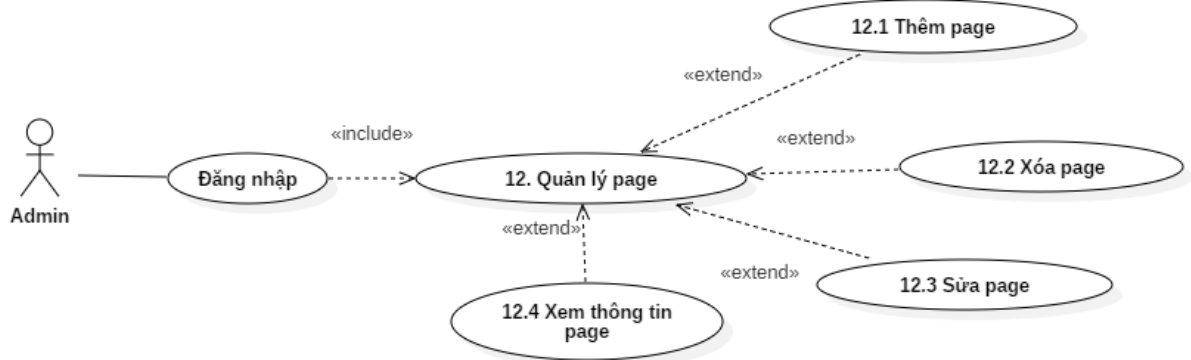 12.1 Thêm page
«extend»
«include»
«extend»
Đăng nhập
12. Quản lý page
12.2 Xóa page
Admin
«extend»
«extend»
12.3 Sửa page
12.4 Xem thông tin
page